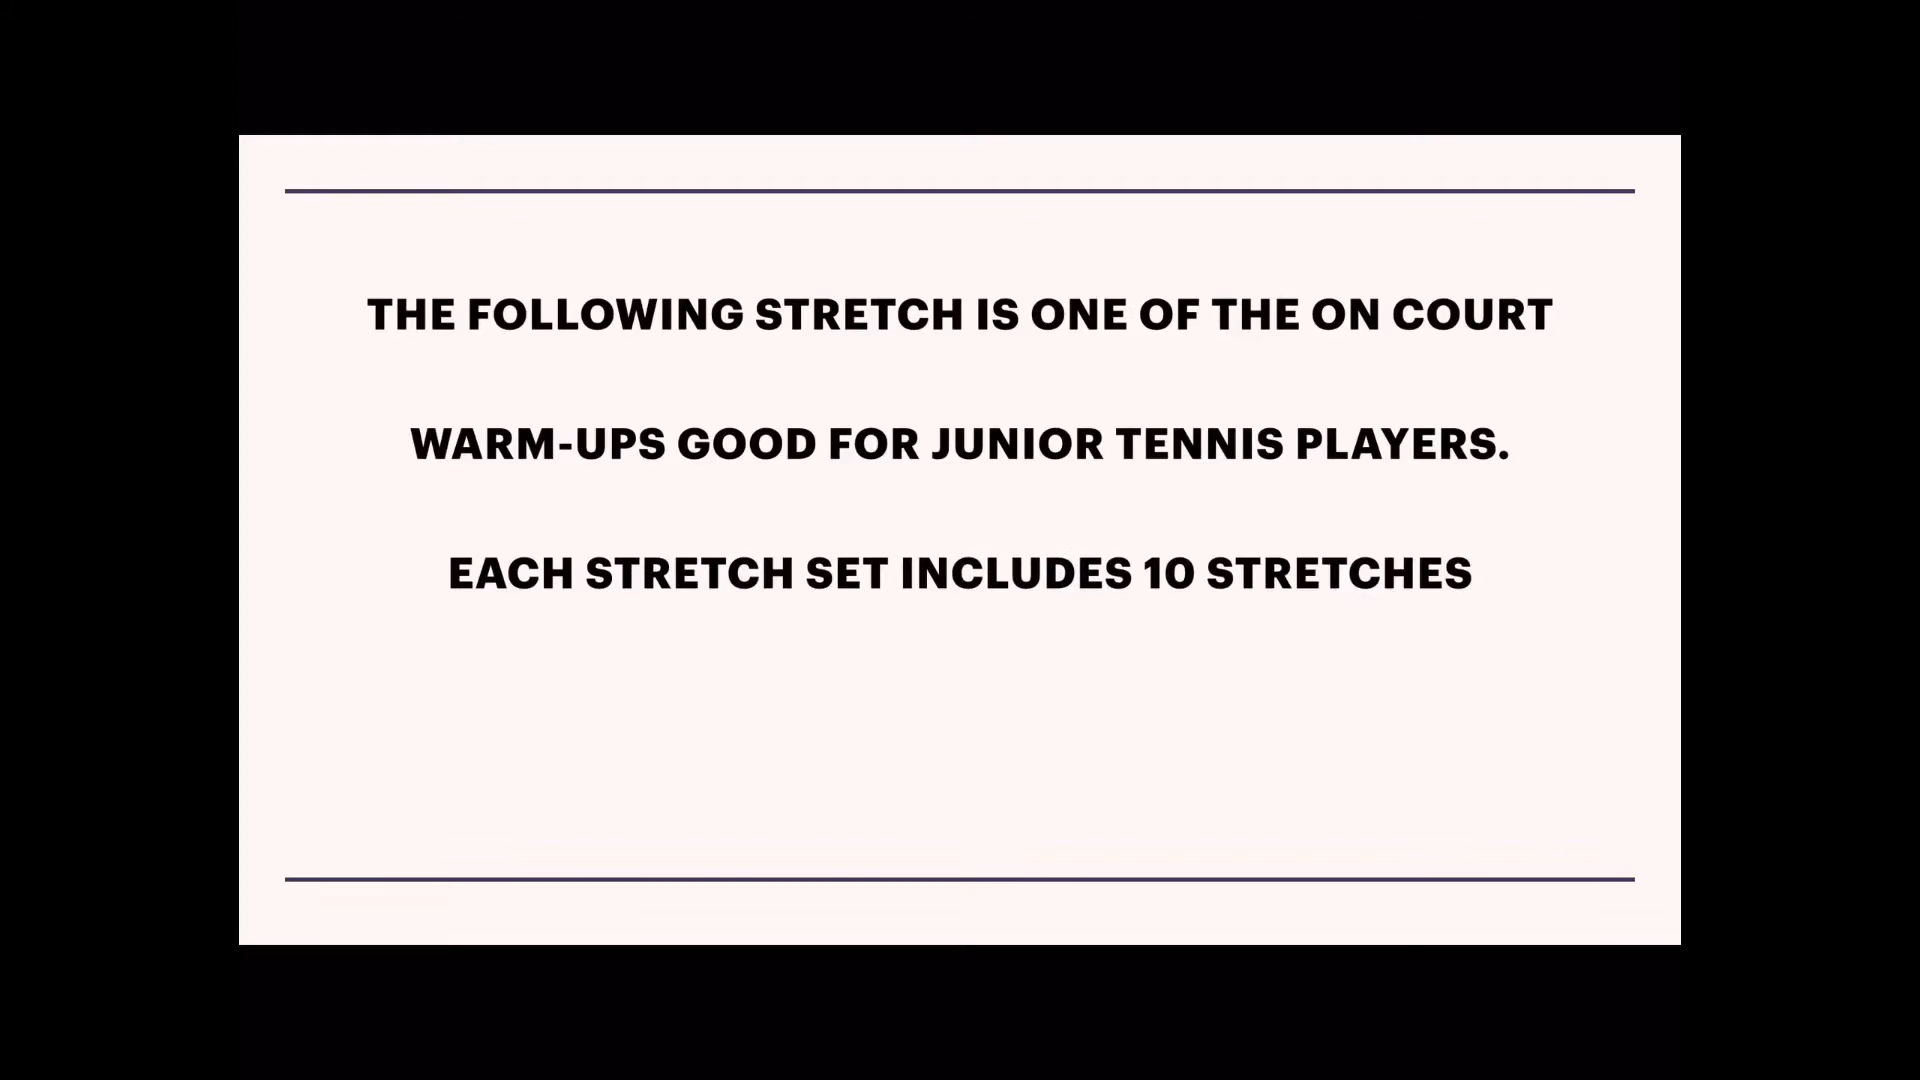 THE FOLLOWING STRETCH IS ONE OF THE ON COURT
WARM-UPS GOOD FOR JUNIOR TENNIS PLAYERS.
EACH STRETCH SET INCLUDES 10 STRETCHES